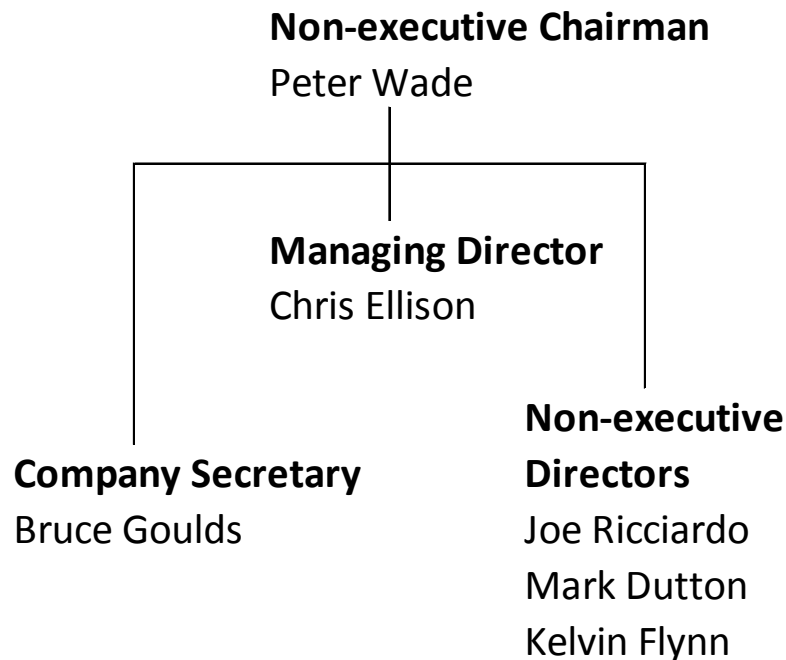 Non-executive Chairman
Peter Wade
Managing Director
Chris Ellison
Company Secretary
Bruce Goulds
Non-executive
Directors
Joe Ricciardo
Mark Dutton
Kelvin Flynn